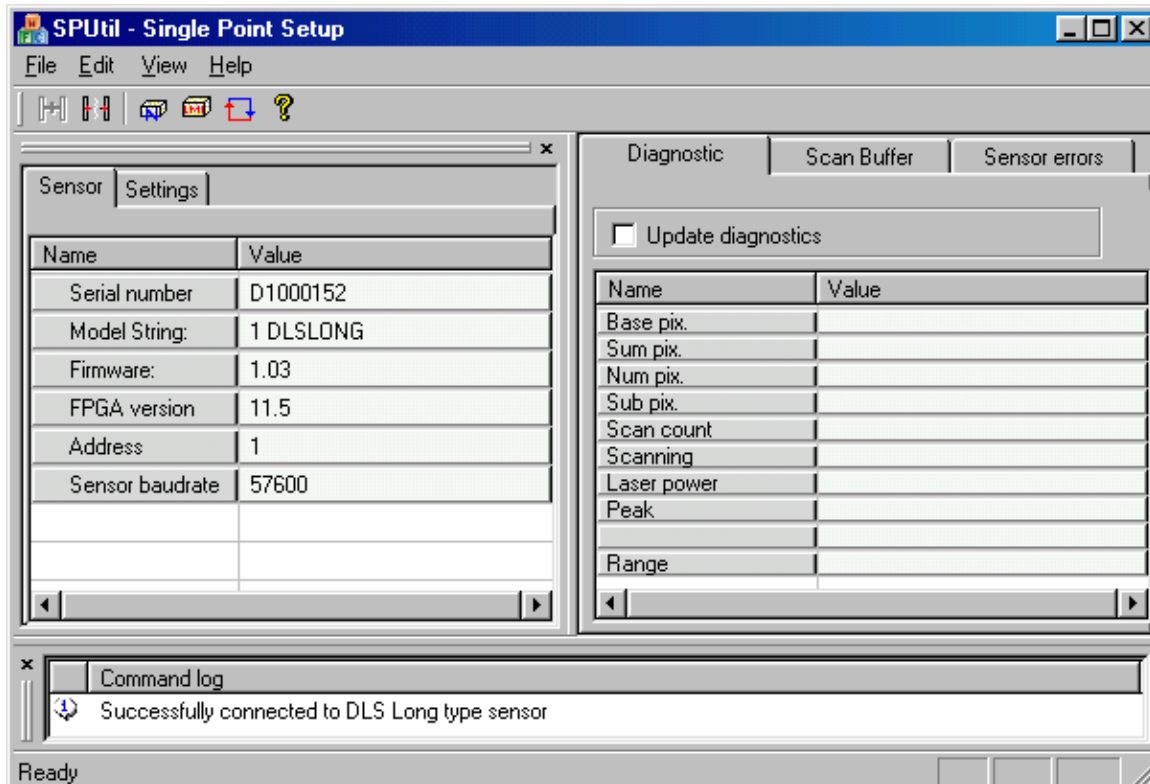 SPUtil - Single Point Setup
File Edit View Help
Sensor Settings
Name Value
Serial number D1000152
Model String: 1 DLSLONG
Firmware: 1.03
FPGA version 11.5
Address 1
Sensor baudrate 57600
Diagnostic Scan Buffer Sensor errors
Update diagnostics
Name Value
Base pix.
Sum pix.
Num pix.
Sub pix.
Scan count
Scanning
Laser power
Peak
Range
Command log
Successfully connected to DLS Long type sensor
Ready